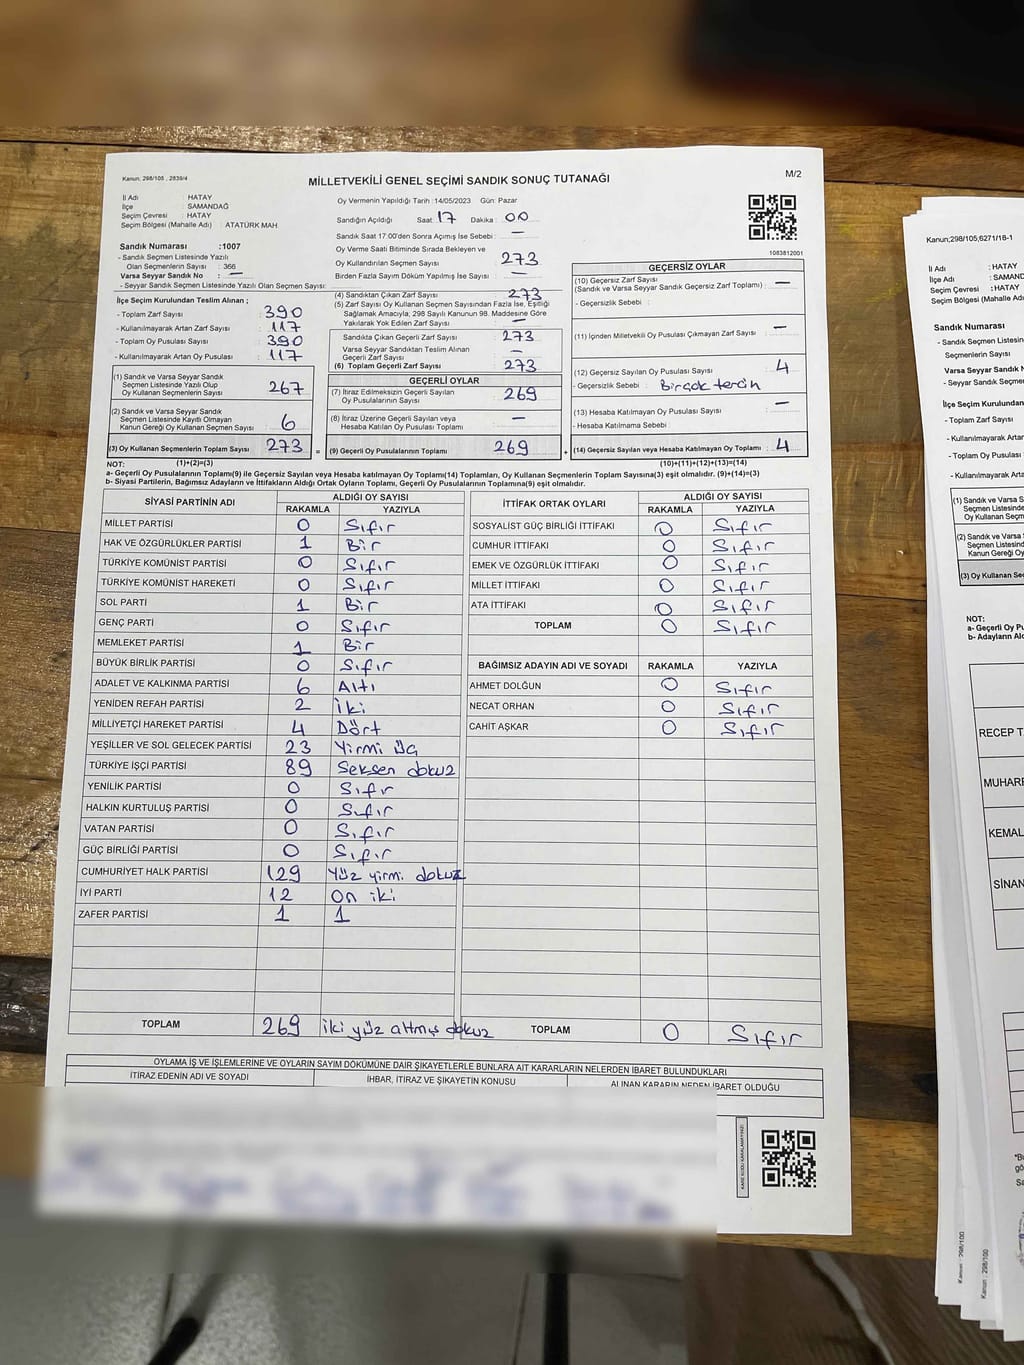 Kanun: 298/105 , 2839/4
MİLLETVEKİLİ GENEL SEÇİMİ SANDIK SONUÇ TUTANAĞI
M/2
İl Adı : HATAY
İlçe : SAMANDAĞ
Seçim Çevresi : HATAY
Seçim Bölgesi (Mahalle Adı) : ATATÜRK MAH
Sandık Numarası :1007
- Sandık Seçmen Listesinde Yazılı
Olan Seçmenlerin Sayısı : 366
Varsa Seyyar Sandık No : —
- Seyyar Sandık Seçmen Listesinde Yazılı Olan Seçmen Sayısı:
İlçe Seçim Kurulundan Teslim Alınan ;
- Toplam Zarf Sayısı : 390
- Kullanılmayarak Artan Zarf Sayısı : 117
- Toplam Oy Pusulası Sayısı : 390
- Kullanılmayarak Artan Oy Pusulası : 117
(1) Sandık ve Varsa Seyyar Sandık
Seçmen Listesinde Yazılı Olup
Oy Kullanan Seçmenlerin Sayısı 267
(2) Sandık ve Varsa Seyyar Sandık
Seçmen Listesinde Kayıtlı Olmayan
Kanun Gereği Oy Kullanan Seçmen Sayısı 6
(3) Oy Kullanan Seçmenlerin Toplam Sayısı 273
Oy Vermenin Yapıldığı Tarih :14/05/2023 Gün: Pazar
Sandığın Açıldığı Saat: 17 Dakika : 00
Sandık Saat 17:00'den Sonra Açımış İse Sebebi : —
Oy Verme Saati Bitiminde Sırada Bekleyen ve
Oy Kullandırılan Seçmen Sayısı 273
Birden Fazla Sayım Döküm Yapılmış İse Sayısı : —
(4) Sandıktan Çıkan Zarf Sayısı 273
(5) Zarf Sayısı Oy Kullanan Seçmen Sayısından Fazla İse, Eşitliği
Sağlamak Amacıyla, 298 Sayılı Kanunun 98. Maddesine Göre
Yakılarak Yok Edilen Zarf Sayısı —
Sandıkta Çıkan Geçerli Zarf Sayısı 273
Varsa Seyyar Sandıktan Teslim Alınan
Geçerli Zarf Sayısı —
(6) Toplam Geçerli Zarf Sayısı 273
GEÇERLİ OYLAR
(7) İtiraz Edilmeksizin Geçerli Sayılan
Oy Pusulalarının Sayısı 269
(8) İtiraz Üzerine Geçerli Sayılan veya
Hesaba Katılan Oy Pusulası Toplamı —
= (9) Geçerli Oy Pusulalarının Toplamı 269 +
1083812001
GEÇERSİZ OYLAR
(10) Geçersiz Zarf Sayısı
(Sandık ve Varsa Seyyar Sandık Geçersiz Zarf Toplamı) : —
- Geçersizlik Sebebi :
(11) İçinden Milletvekili Oy Pusulası Çıkmayan Zarf Sayısı : —
(12) Geçersiz Sayılan Oy Pusulası Sayısı : 4
- Geçersizlik Sebebi : Birçok tercih
(13) Hesaba Katılmayan Oy Pusulası Sayısı : —
- Hesaba Katılmama Sebebi :
(14) Geçersiz Sayılan veya Hesaba Katılmayan Oy Toplamı : 4
NOT: (1)+(2)=(3) (10)+(11)+(12)+(13)=(14)
a- Geçerli Oy Pusulalarının Toplamı(9) ile Geçersiz Sayılan veya Hesaba katılmayan Oy Toplamı(14) Toplamları, Oy Kullanan Seçmenlerin Toplam Sayısına(3) eşit olmalıdır. (9)+(14)=(3)
b- Siyasi Partilerin, Bağımsız Adayların ve İttifakların Aldığı Ortak Oyların Toplamı, Geçerli Oy Pusulalarının Toplamına(9) eşit olmalıdır.
SİYASİ PARTİNİN ADI ALDIĞI OY SAYISI
RAKAMLA YAZIYLA
MİLLET PARTİSİ 0 Sıfır
HAK VE ÖZGÜRLÜKLER PARTİSİ 1 Bir
TÜRKİYE KOMÜNİST PARTİSİ 0 Sıfır
TÜRKİYE KOMÜNİST HAREKETİ 0 Sıfır
SOL PARTİ 1 Bir
GENÇ PARTİ 0 Sıfır
MEMLEKET PARTİSİ 1 Bir
BÜYÜK BİRLİK PARTİSİ 0 Sıfır
ADALET VE KALKINMA PARTİSİ 6 Altı
YENİDEN REFAH PARTİSİ 2 İki
MİLLİYETÇİ HAREKET PARTİSİ 4 Dört
YEŞİLLER VE SOL GELECEK PARTİSİ 23 Yirmi üç
TÜRKİYE İŞÇİ PARTİSİ 89 Seksen dokuz
YENİLİK PARTİSİ 0 Sıfır
HALKIN KURTULUŞ PARTİSİ 0 Sıfır
VATAN PARTİSİ 0 Sıfır
GÜÇ BİRLİĞİ PARTİSİ 0 Sıfır
CUMHURİYET HALK PARTİSİ 129 Yüz yirmi dokuz
İYİ PARTİ 12 On iki
ZAFER PARTİSİ 1 1
TOPLAM 269 iki yüz altmış dokuz
İTTİFAK ORTAK OYLARI ALDIĞI OY SAYISI
RAKAMLA YAZIYLA
SOSYALİST GÜÇ BİRLİĞİ İTTİFAKI 0 Sıfır
CUMHUR İTTİFAKI 0 Sıfır
EMEK VE ÖZGÜRLÜK İTTİFAKI 0 Sıfır
MİLLET İTTİFAKI 0 Sıfır
ATA İTTİFAKI 0 Sıfır
TOPLAM 0 Sıfır
BAĞIMSIZ ADAYIN ADI VE SOYADI RAKAMLA YAZIYLA
AHMET DOLĞUN 0 Sıfır
NECAT ORHAN 0 Sıfır
CAHİT AŞKAR 0 Sıfır
TOPLAM 0 Sıfır
OYLAMA İŞ VE İŞLEMLERİNE VE OYLARIN SAYIM DÖKÜMÜNE DAİR ŞİKAYETLERLE BUNLARA AİT KARARLARIN NELERDEN İBARET BULUNDUKLARI
İTİRAZ EDENİN ADI VE SOYADI İHBAR, İTİRAZ VE ŞİKAYETİN KONUSU ALINAN KARARIN NEDEN İBARET OLDUĞU
Kanun;298/105;6271/18-1
İl Adı : HATAY
İlçe Adı : SAMAND
Seçim Çevresi : HATAY
Seçim Bölgesi (Mahalle Adı)
Sandık Numarası
- Sandık Seçmen Listesin
Seçmenlerin Sayısı
Varsa Seyyar Sandık No
- Seyyar Sandık Seçmen
İlçe Seçim Kurulundan Te
- Toplam Zarf Sayısı
- Kullanılmayarak Artan
- Toplam Oy Pusulası
- Kullanılmayarak Artan
(1) Sandık ve Varsa Sey
Seçmen Listesinde Y
Oy Kullanan Seçmen
(2) Sandık ve Varsa
Seçmen Listesinde
Kanun Gereği Oy
(3) Oy Kullanan Se
NOT:
a- Geçerli Oy Pu
b- Adayların Ald
RECEP T
MUHARR
KEMAL
SİNAN
Kanun : 298/100
Kanun : 298/100